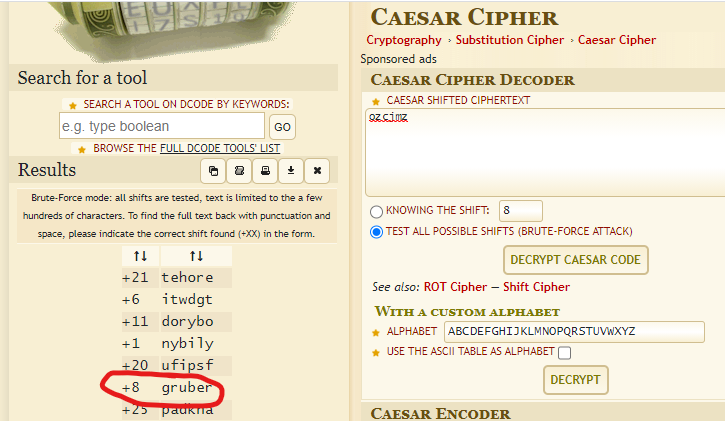 CAESAR CIPHER
Cryptography › Substitution Cipher › Caesar Cipher
Sponsored ads
Search for a tool
★ SEARCH A TOOL ON DCODE BY KEYWORDS:
e.g. type boolean GO
★ BROWSE THE FULL DCODE TOOLS' LIST
Results
Brute-Force mode: all shifts are tested, text is limited to the a few
hundreds of characters. To find the full text back with punctuation and
space, please indicate the correct shift found (+XX) in the form.
↑↓ ↑↓
+21 tehore
+6 itwdgt
+11 dorybo
+1 nybily
+20 ufipsf
+8 gruber
+25 padkna
CAESAR CIPHER DECODER
★ CAESAR SHIFTED CIPHERTEXT
ozcjmz
KNOWING THE SHIFT: 8
TEST ALL POSSIBLE SHIFTS (BRUTE-FORCE ATTACK)
DECRYPT CAESAR CODE
See also: ROT Cipher — Shift Cipher
WITH A CUSTOM ALPHABET
★ ALPHABET ABCDEFGHIJKLMNOPQRSTUVWXYZ
★ USE THE ASCII TABLE AS ALPHABET
DECRYPT
CAESAR ENCODER